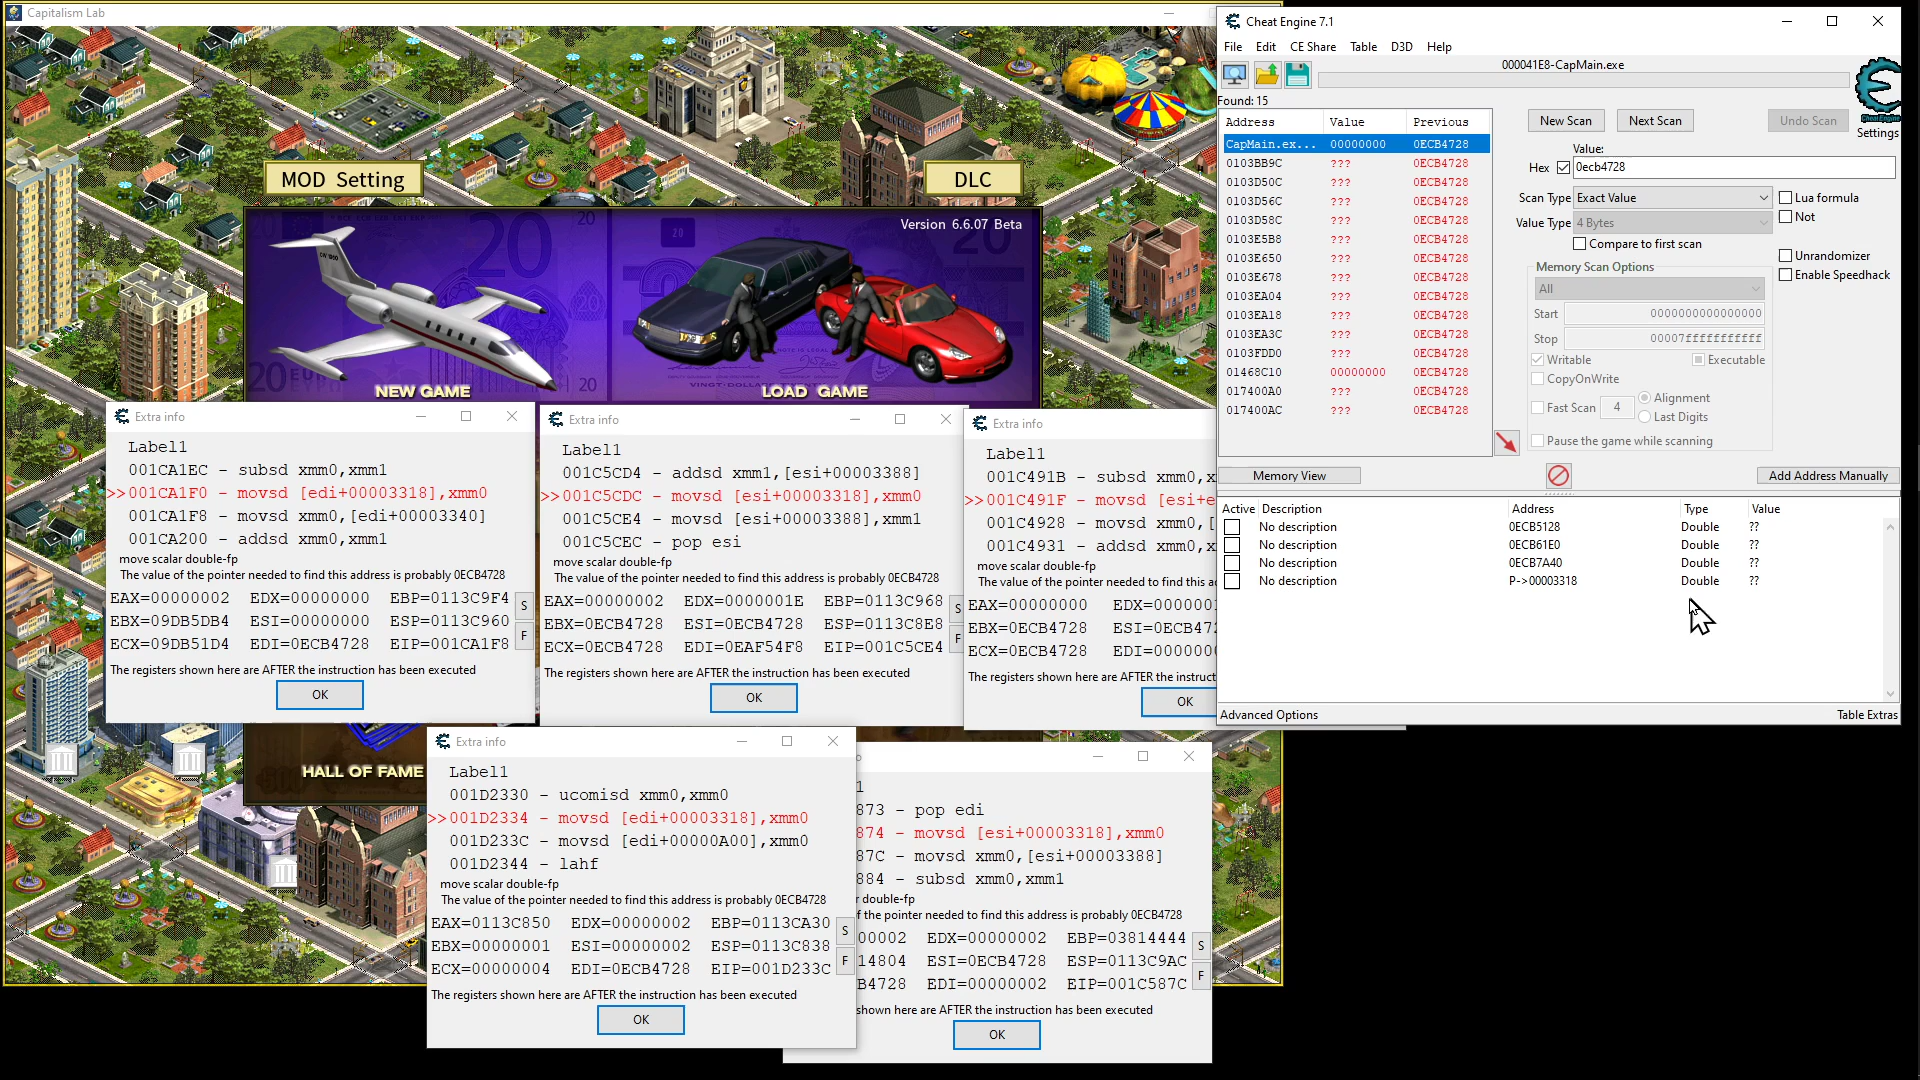 Capitalism Lab
MOD Setting
DLC
Version 6.6.07 Beta
NEW GAME
LOAD GAME
HALL OF FAME
Extra info
Label1
001CA1EC - subsd xmm0,xmm1
>>001CA1F0 - movsd [edi+00003318],xmm0
001CA1F8 - movsd xmm0,[edi+00003340]
001CA200 - addsd xmm0,xmm1
move scalar double-fp
The value of the pointer needed to find this address is probably 0ECB4728
EAX=00000002 EDX=00000000 EBP=0113C9F4
EBX=09DB5DB4 ESI=00000000 ESP=0113C960
ECX=09DB51D4 EDI=0ECB4728 EIP=001CA1F8
S
F
The registers shown here are AFTER the instruction has been executed
OK
Extra info
Label1
001C5CD4 - addsd xmm1,[esi+00003388]
>>001C5CDC - movsd [esi+00003318],xmm0
001C5CE4 - movsd [esi+00003388],xmm1
001C5CEC - pop esi
move scalar double-fp
The value of the pointer needed to find this address is probably 0ECB4728
EAX=00000002 EDX=0000001E EBP=0113C968
EBX=0ECB4728 ESI=0ECB4728 ESP=0113C8E8
ECX=0ECB4728 EDI=0EAF54F8 EIP=001C5CE4
S
F
The registers shown here are AFTER the instruction has been executed
OK
Extra info
Label1
001C491B - subsd xmm0,x
>>001C491F - movsd [esi+e
001C4928 - movsd xmm0,[
001C4931 - addsd xmm0,x
move scalar double-fp
The value of the pointer needed to find this a
EAX=00000000 EDX=000000
EBX=0ECB4728 ESI=0ECB472
ECX=0ECB4728 EDI=000000
The registers shown here are AFTER the instruct
OK
Extra info
Label1
001D2330 - ucomisd xmm0,xmm0
>>001D2334 - movsd [edi+00003318],xmm0
001D233C - movsd [edi+00000A00],xmm0
001D2344 - lahf
move scalar double-fp
The value of the pointer needed to find this address is probably 0ECB4728
EAX=0113C850 EDX=00000002 EBP=0113CA30
EBX=00000001 ESI=00000002 ESP=0113C838
ECX=00000004 EDI=0ECB4728 EIP=001D233C
S
F
The registers shown here are AFTER the instruction has been executed
OK
873 - pop edi
874 - movsd [esi+00003318],xmm0
87C - movsd xmm0,[esi+00003388]
884 - subsd xmm0,xmm1
r double-fp
f the pointer needed to find this address is probably 0ECB4728
00002 EDX=00000002 EBP=03814444
14804 ESI=0ECB4728 ESP=0113C9AC
B4728 EDI=00000002 EIP=001C587C
S
F
shown here are AFTER the instruction has been executed
OK
Cheat Engine 7.1
File Edit CE Share Table D3D Help
000041E8-CapMain.exe
Found: 15
Address Value Previous
CapMain.ex... 00000000 0ECB4728
0103BB9C ??? 0ECB4728
0103D50C ??? 0ECB4728
0103D56C ??? 0ECB4728
0103D58C ??? 0ECB4728
0103E5B8 ??? 0ECB4728
0103E650 ??? 0ECB4728
0103E678 ??? 0ECB4728
0103EA04 ??? 0ECB4728
0103EA18 ??? 0ECB4728
0103EA3C ??? 0ECB4728
0103FDD0 ??? 0ECB4728
01468C10 00000000 0ECB4728
017400A0 ??? 0ECB4728
017400AC ??? 0ECB4728
New Scan
Next Scan
Undo Scan
Cheat Engine
Settings
Value:
Hex 0ecb4728
Scan Type Exact Value
Lua formula
Value Type 4 Bytes
Not
Compare to first scan
Memory Scan Options
All
Unrandomizer
Enable Speedhack
Start 0000000000000000
Stop 00007fffffffffff
Writable
Executable
CopyOnWrite
Fast Scan 4
Alignment
Last Digits
Pause the game while scanning
Memory View
Add Address Manually
Active Description Address Type Value
No description 0ECB5128 Double ??
No description 0ECB61E0 Double ??
No description 0ECB7A40 Double ??
No description P->00003318 Double ??
Advanced Options
Table Extras